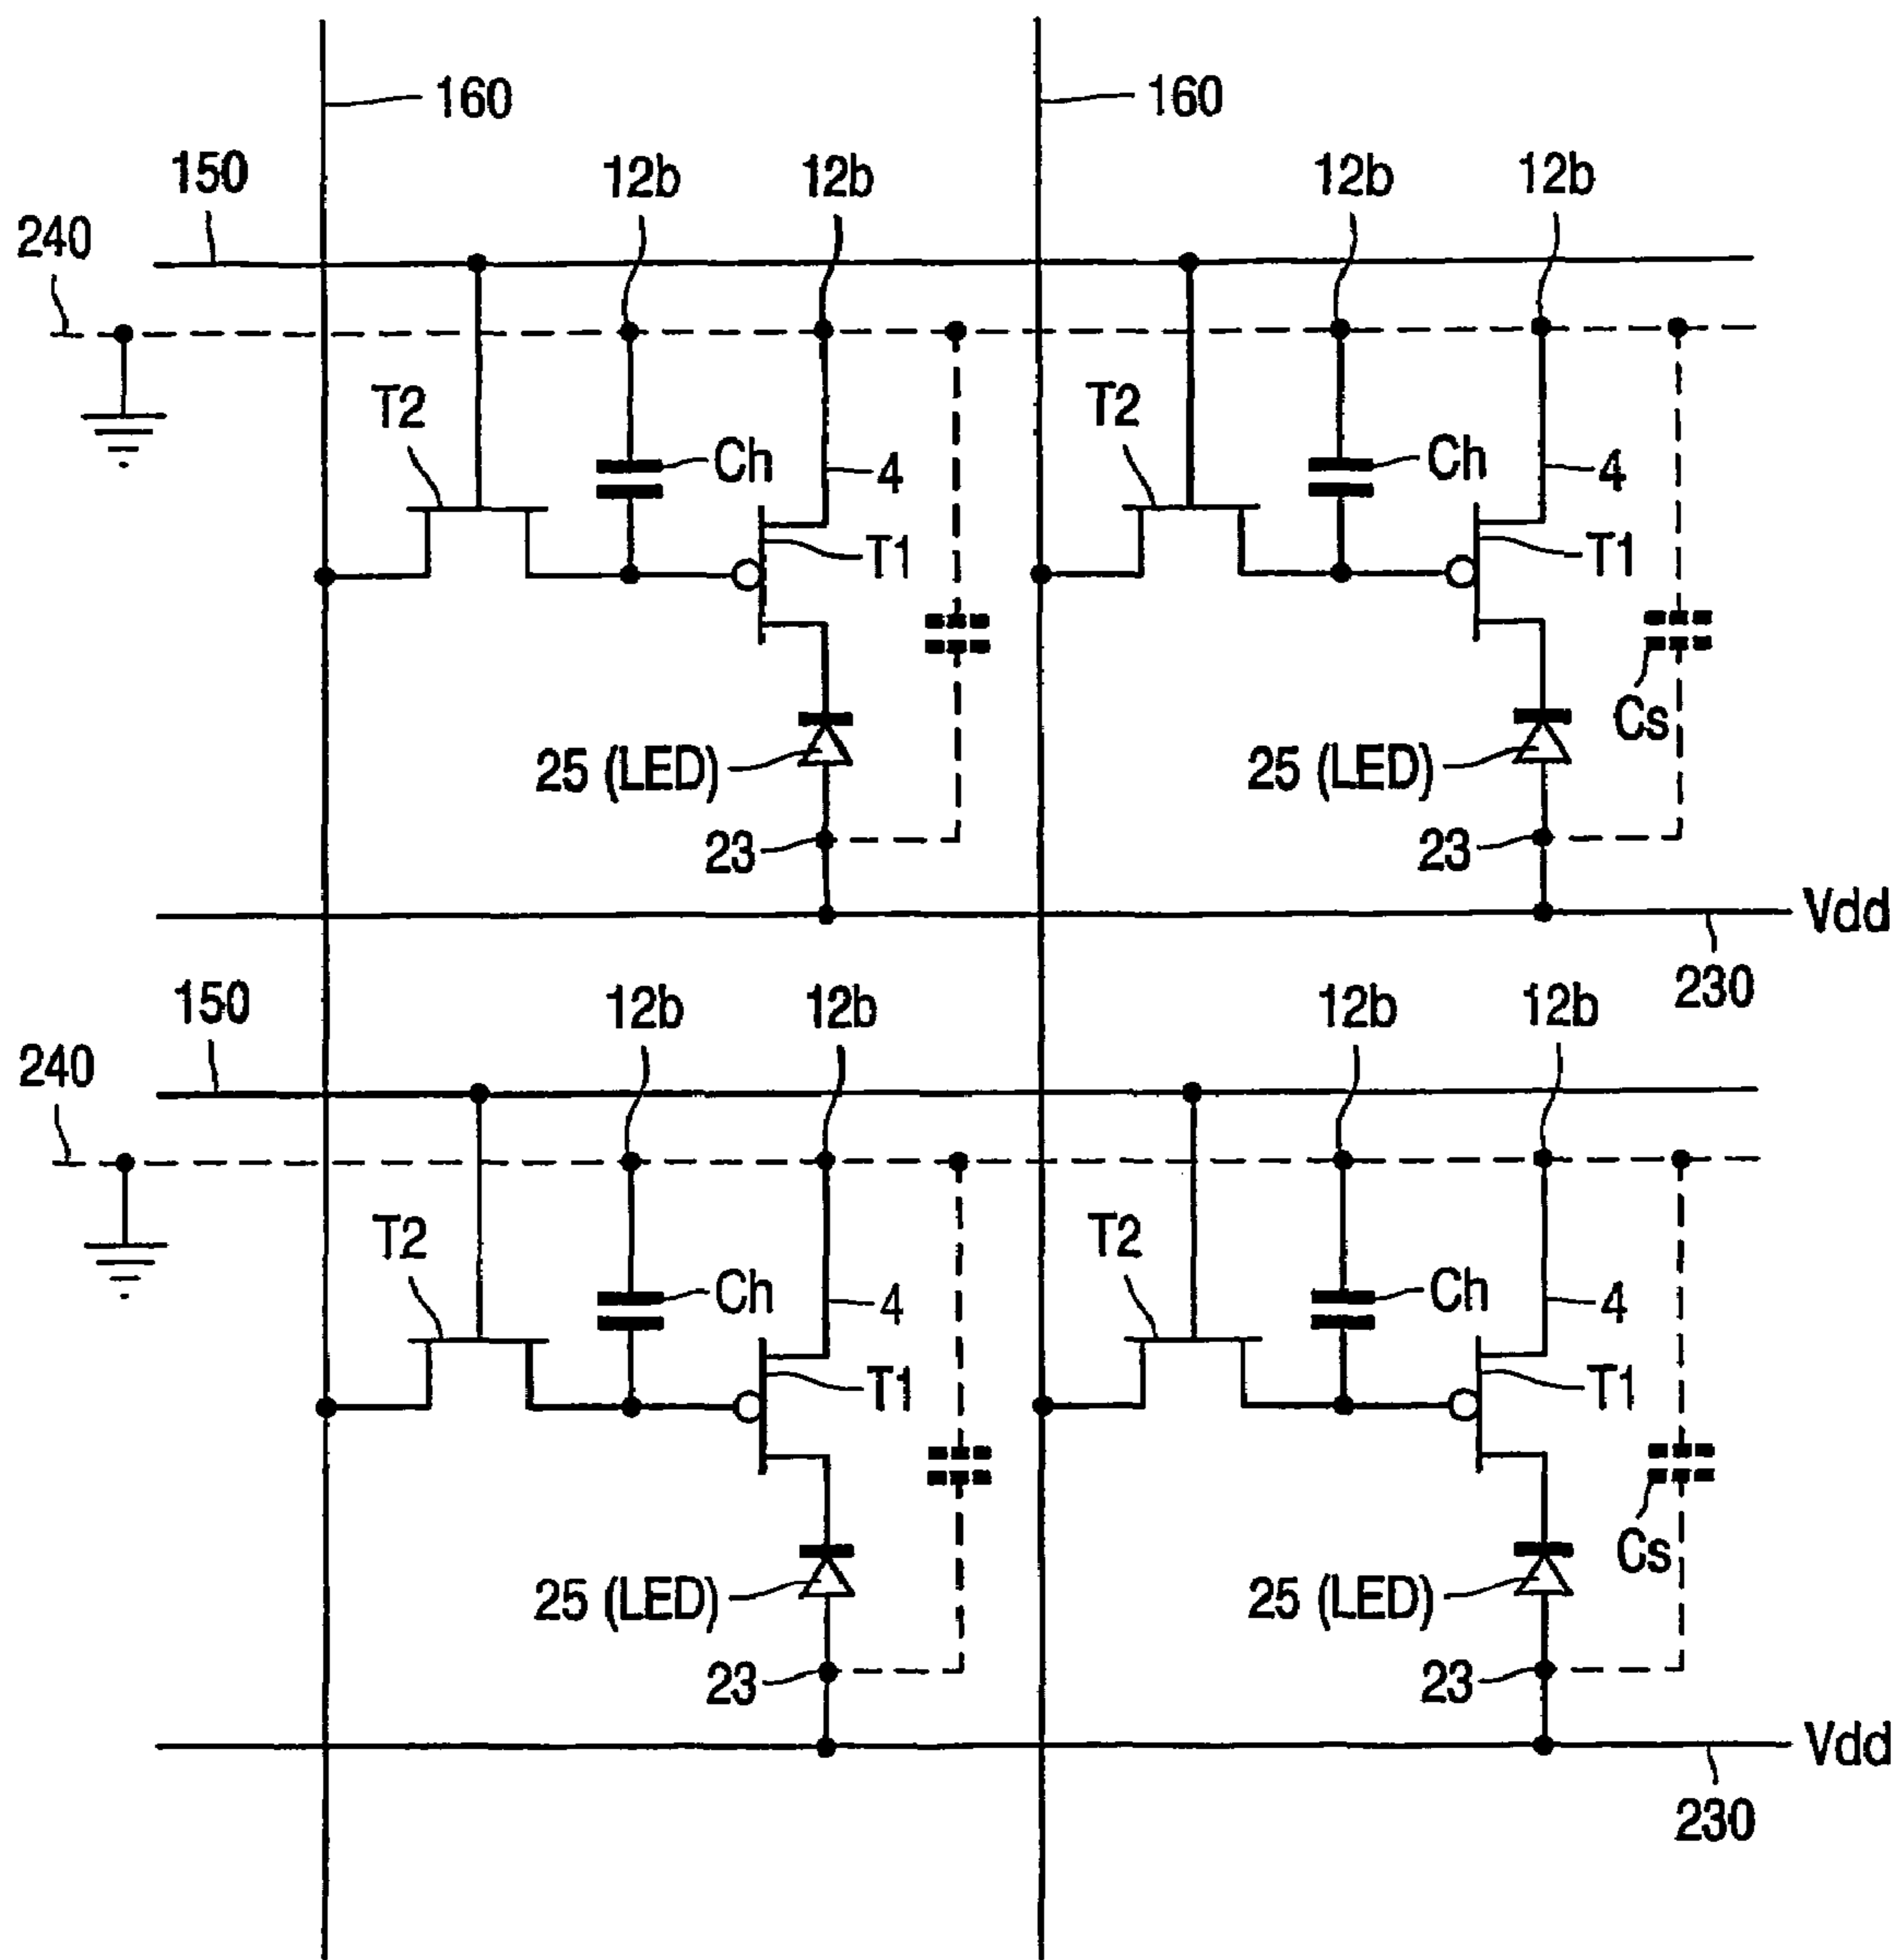 160 160
150 12b 12b 12b 12b
240
T2 Ch 4 T2 Ch 4
T1 T1
Cs
25 (LED) 25 (LED)
23 23
Vdd
230
150 12b 12b 12b 12b
240
T2 Ch 4 T2 Ch 4
T1 T1
Cs
25 (LED) 25 (LED)
23 23
Vdd
230